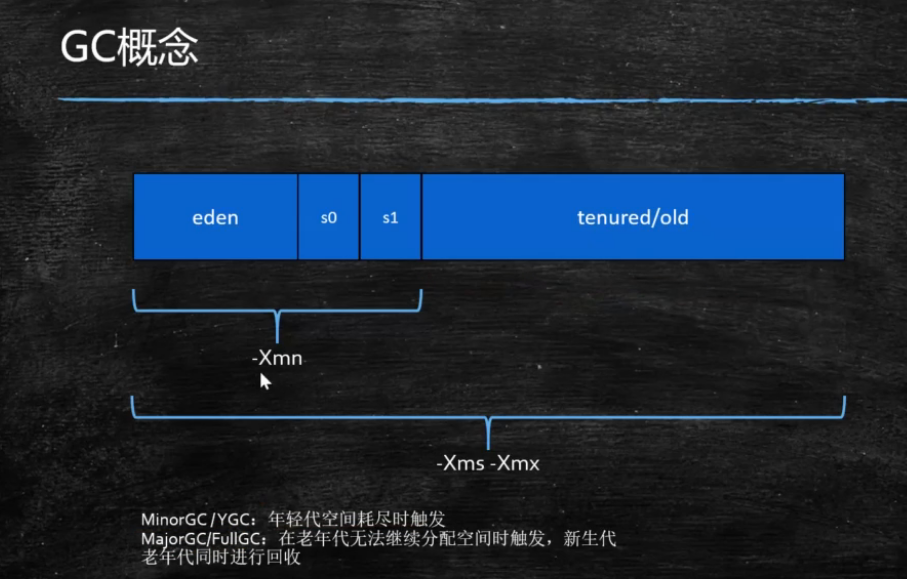 GC概念
eden
s0
s1
tenured/old
-Xmn
-Xms -Xmx
MinorGC/YGC：年轻代空间耗尽时触发
MajorGC/FullGC：在老年代无法继续分配空间时触发，新生代
老年代同时进行回收